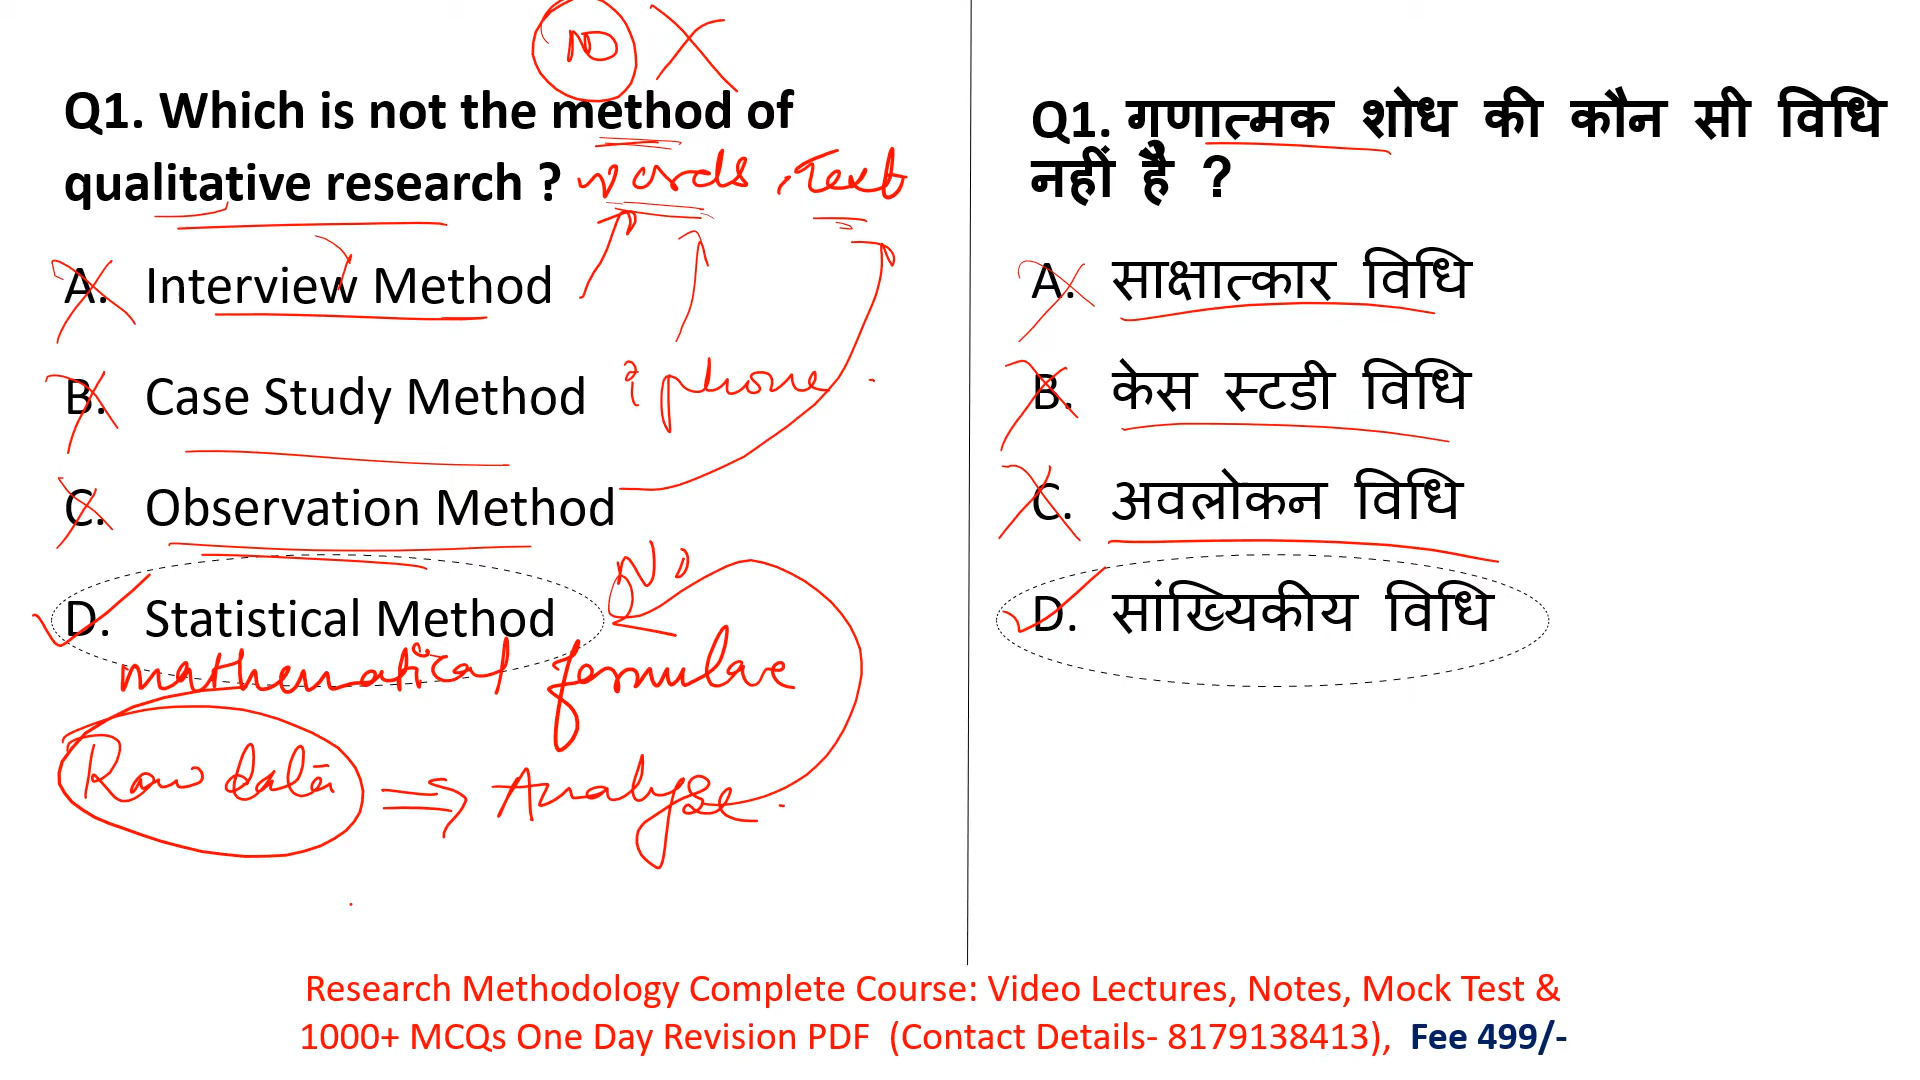 NO
Q1. Which is not the method of
qualitative research ? words, Text
A. Interview Method
B. Case Study Method iphone.
C. Observation Method
No
D. Statistical Method
mathematical formulae
Raw data ⇒ Analyse.
Q1. गुणात्मक शोध की कौन सी विधि
नहीं है ?
A. साक्षात्कार विधि
B. केस स्टडी विधि
C. अवलोकन विधि
D. सांख्यिकीय विधि
Research Methodology Complete Course: Video Lectures, Notes, Mock Test &
1000+ MCQs One Day Revision PDF (Contact Details- 8179138413), Fee 499/-